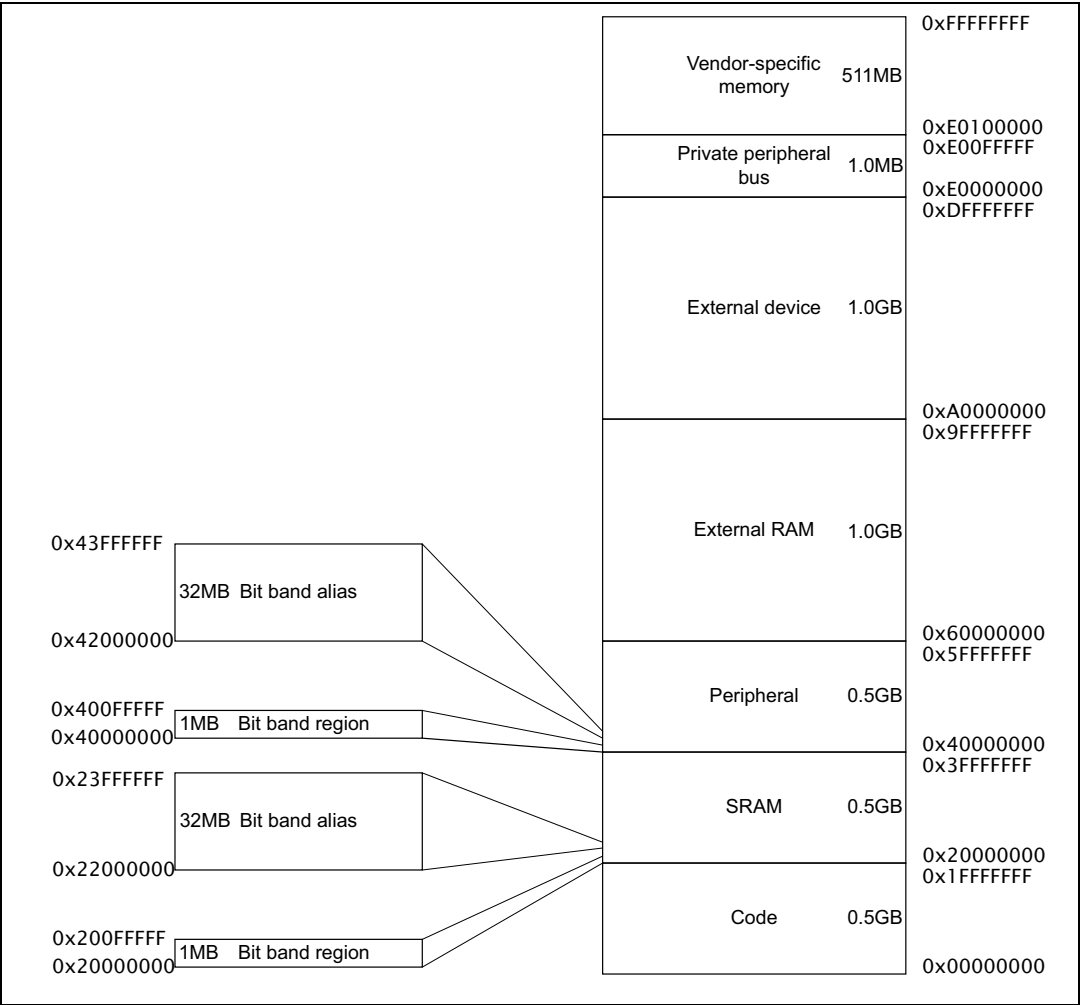 0xFFFFFFFF
Vendor-specific
memory
511MB
0xE0100000
0xE00FFFFF
Private peripheral
bus
1.0MB
0xE0000000
0xDFFFFFFF
External device 1.0GB
0xA0000000
0x9FFFFFFF
External RAM 1.0GB
0x60000000
0x5FFFFFFF
Peripheral 0.5GB
0x40000000
0x3FFFFFFF
SRAM 0.5GB
0x20000000
0x1FFFFFFF
Code 0.5GB
0x00000000
0x43FFFFFF
32MB Bit band alias
0x42000000
0x400FFFFF
1MB Bit band region
0x40000000
0x23FFFFFF
32MB Bit band alias
0x22000000
0x200FFFFF
1MB Bit band region
0x20000000